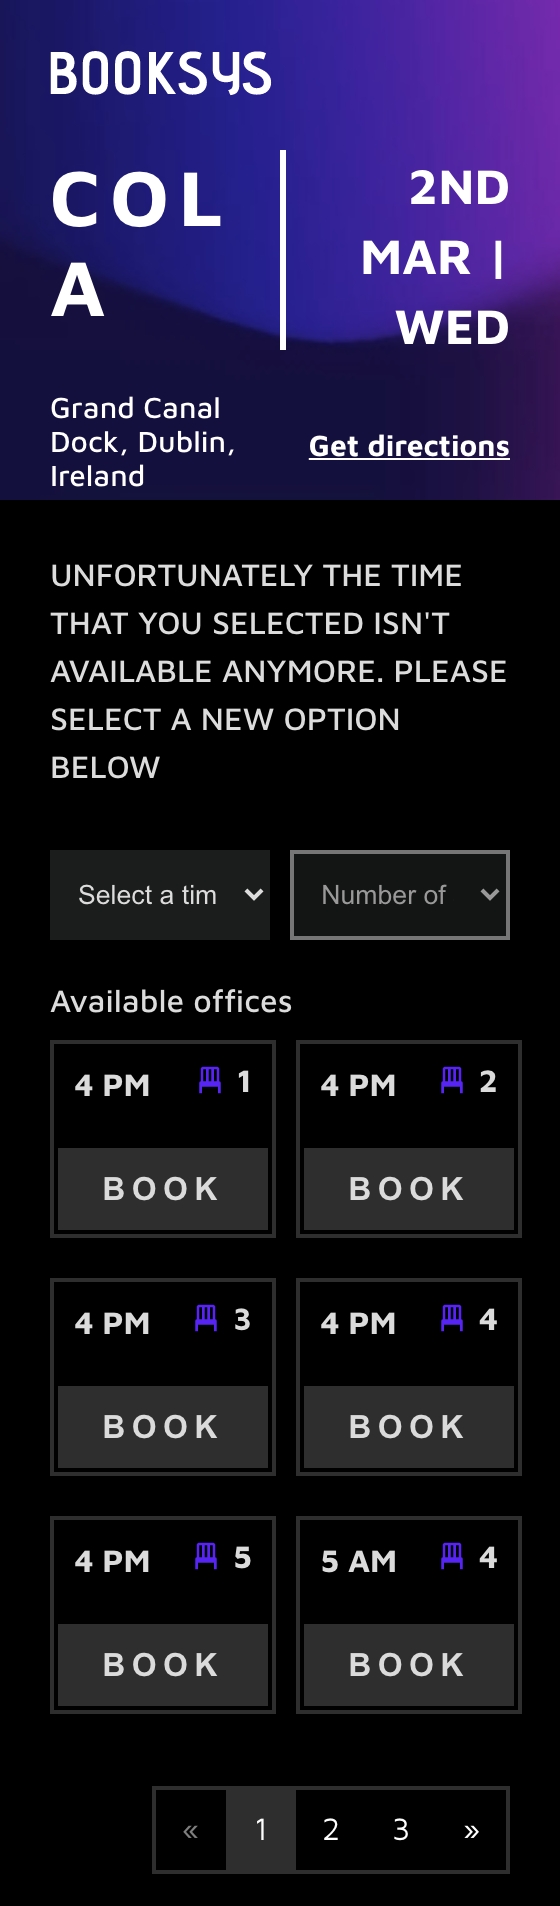 BOOKSYS
COL
A
2ND
MAR |
WED
Grand Canal
Dock, Dublin,
Ireland
Get directions
UNFORTUNATELY THE TIME
THAT YOU SELECTED ISN'T
AVAILABLE ANYMORE. PLEASE
SELECT A NEW OPTION
BELOW
Select a tim
Number of
Available offices
4 PM 1
BOOK
4 PM 2
BOOK
4 PM 3
BOOK
4 PM 4
BOOK
4 PM 5
BOOK
5 AM 4
BOOK
« 1 2 3 »